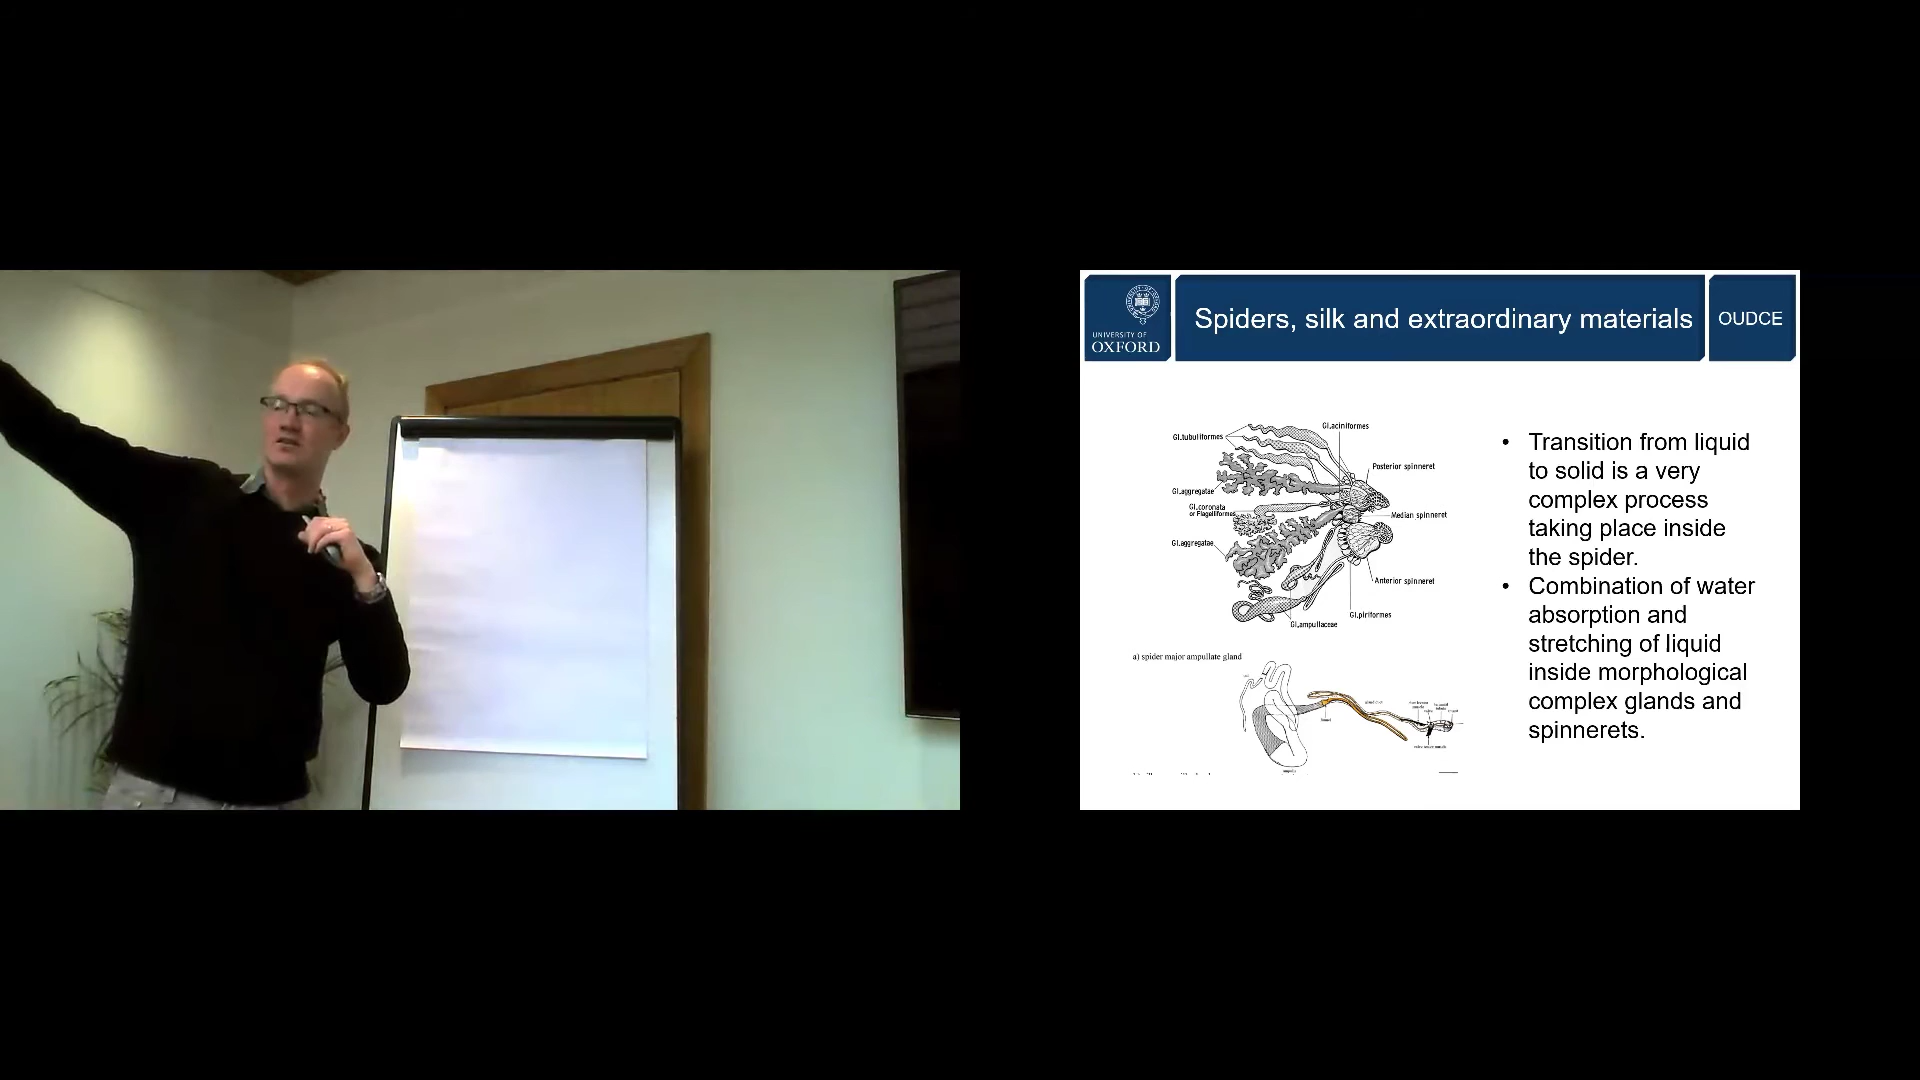 UNIVERSITY OF
OXFORD
Spiders, silk and extraordinary materials
OUDCE
Gl.aciniformes
Gl.tubuliformes
Posterior spinneret
Gl.aggregatae
Gl.coronata
or Flagelliformes
Median spinneret
Gl.aggregatae
Anterior spinneret
Gl.piriformes
Gl.ampullaceae
a) spider major ampullate gland
• Transition from liquid
to solid is a very
complex process
taking place inside
the spider.
• Combination of water
absorption and
stretching of liquid
inside morphological
complex glands and
spinnerets.